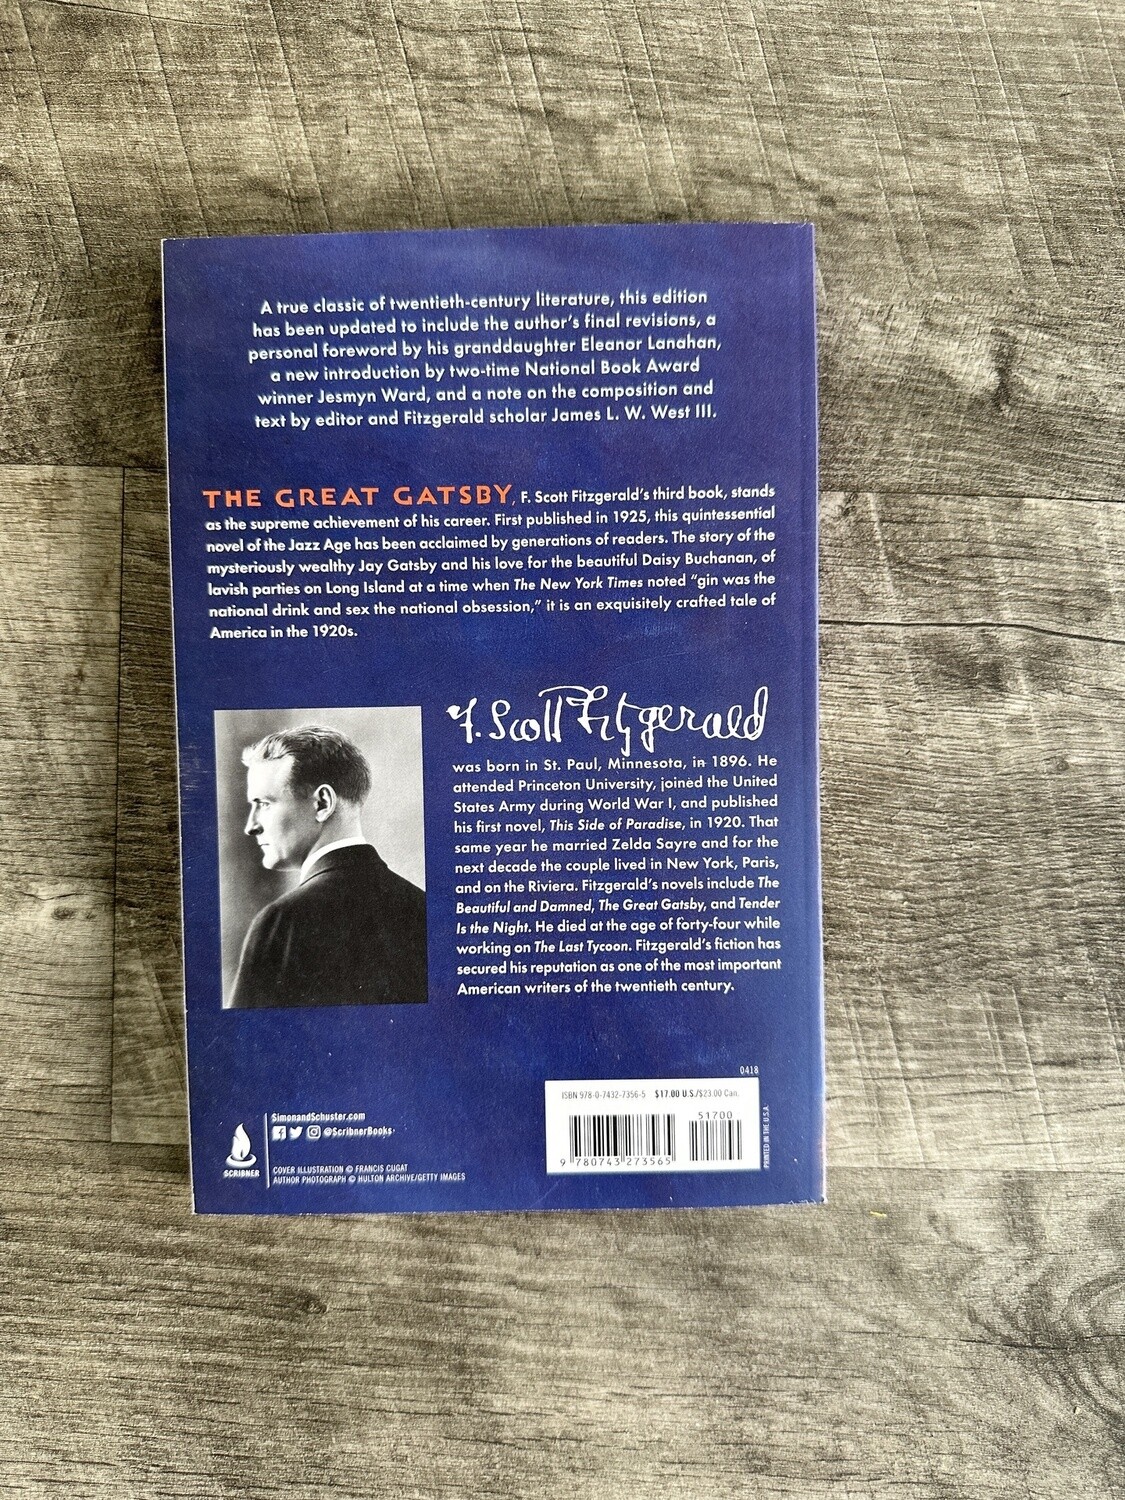 A true classic of twentieth-century literature, this edition
has been updated to include the author's final revisions, a
personal foreword by his granddaughter Eleanor Lanahan,
a new introduction by two-time National Book Award
winner Jesmyn Ward, and a note on the composition and
text by editor and Fitzgerald scholar James L. W. West III.
THE GREAT GATSBY, F. Scott Fitzgerald's third book, stands
as the supreme achievement of his career. First published in 1925, this quintessential
novel of the Jazz Age has been acclaimed by generations of readers. The story of the
mysteriously wealthy Jay Gatsby and his love for the beautiful Daisy Buchanan, of
lavish parties on Long Island at a time when The New York Times noted “gin was the
national drink and sex the national obsession,” it is an exquisitely crafted tale of
America in the 1920s.
F. Scott Fitzgerald
was born in St. Paul, Minnesota, in 1896. He
attended Princeton University, joined the United
States Army during World War I, and published
his first novel, This Side of Paradise, in 1920. That
same year he married Zelda Sayre and for the
next decade the couple lived in New York, Paris,
and on the Riviera. Fitzgerald's novels include The
Beautiful and Damned, The Great Gatsby, and Tender
Is the Night. He died at the age of forty-four while
working on The Last Tycoon. Fitzgerald's fiction has
secured his reputation as one of the most important
American writers of the twentieth century.
SCRIBNER
SimonandSchuster.com
@ScribnerBooks
COVER ILLUSTRATION © FRANCIS CUGAT
AUTHOR PHOTOGRAPH © HULTON ARCHIVE/GETTY IMAGES
0418
ISBN 978-0-7432-7356-5 $17.00 U.S./$23.00 Can.
51700
9 780743 273565
PRINTED IN THE U.S.A.